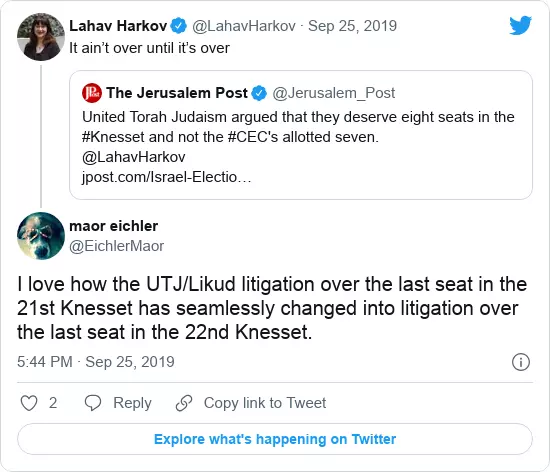 Lahav Harkov @LahavHarkov · Sep 25, 2019
It ain't over until it's over
The Jerusalem Post @Jerusalem_Post
United Torah Judaism argued that they deserve eight seats in the
#Knesset and not the #CEC's allotted seven.
@LahavHarkov
jpost.com/Israel-Electio…
maor eichler
@EichlerMaor
I love how the UTJ/Likud litigation over the last seat in the
21st Knesset has seamlessly changed into litigation over
the last seat in the 22nd Knesset.
5:44 PM · Sep 25, 2019
2 Reply Copy link to Tweet
Explore what's happening on Twitter